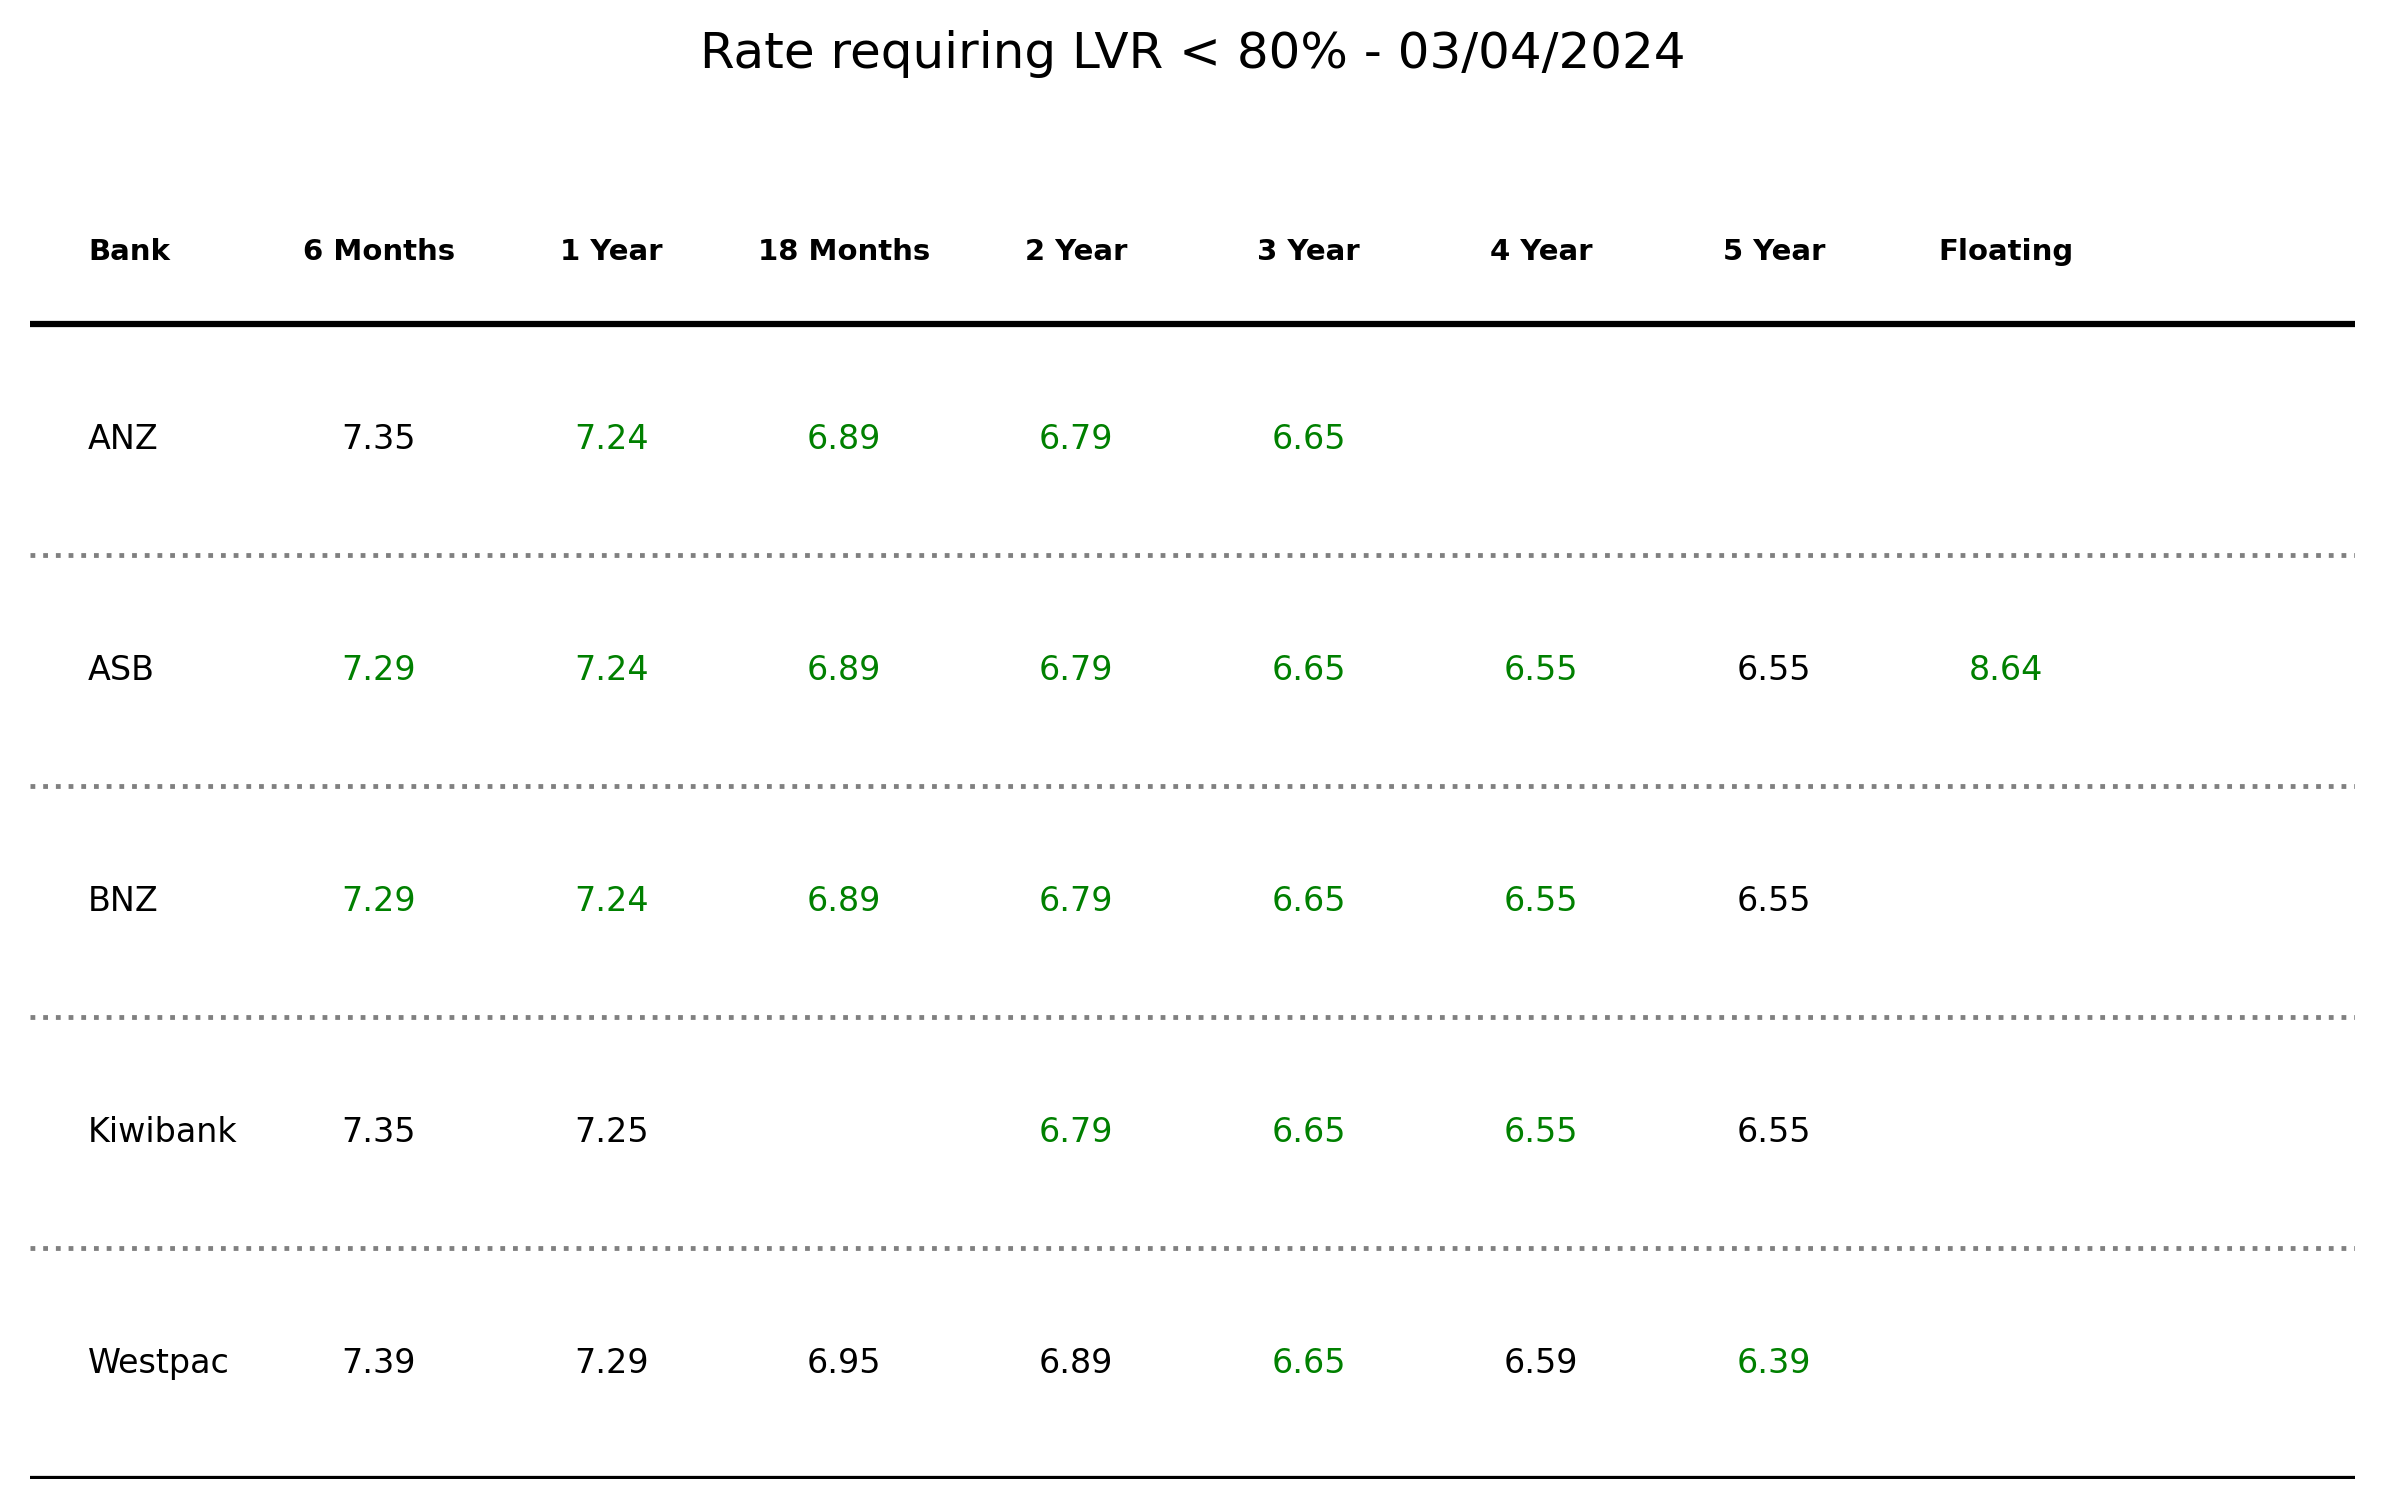 Rate requiring LVR < 80% - 03/04/2024
Bank 6 Months 1 Year 18 Months 2 Year 3 Year 4 Year 5 Year Floating
ANZ 7.35 7.24 6.89 6.79 6.65
ASB 7.29 7.24 6.89 6.79 6.65 6.55 6.55 8.64
BNZ 7.29 7.24 6.89 6.79 6.65 6.55 6.55
Kiwibank 7.35 7.25 6.79 6.65 6.55 6.55
Westpac 7.39 7.29 6.95 6.89 6.65 6.59 6.39